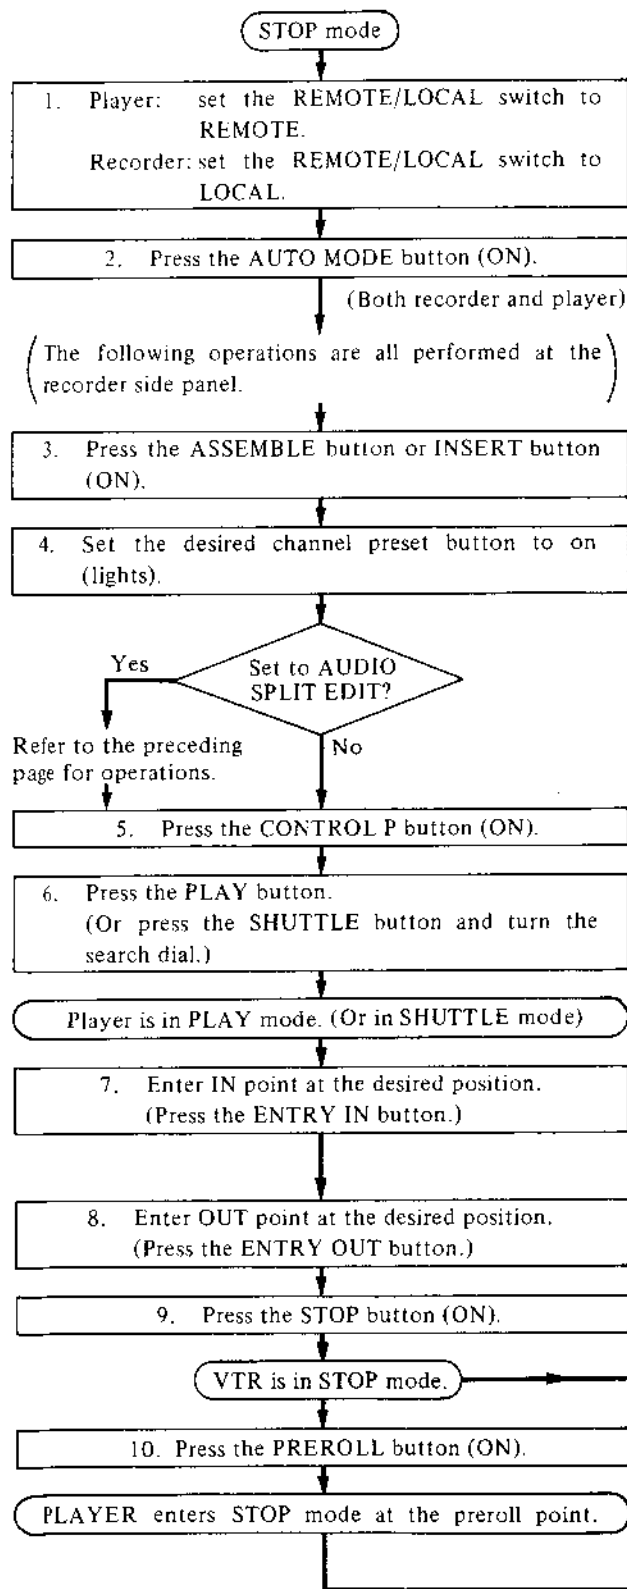 STOP mode
1. Player: set the REMOTE/LOCAL switch to
REMOTE.
Recorder: set the REMOTE/LOCAL switch to
LOCAL.
2. Press the AUTO MODE button (ON).
(Both recorder and player)
(The following operations are all performed at the
recorder side panel.)
3. Press the ASSEMBLE button or INSERT button
(ON).
4. Set the desired channel preset button to on
(lights).
Yes
Set to AUDIO
SPLIT EDIT?
Refer to the preceding
page for operations.
No
5. Press the CONTROL P button (ON).
6. Press the PLAY button.
(Or press the SHUTTLE button and turn the
search dial.)
Player is in PLAY mode. (Or in SHUTTLE mode)
7. Enter IN point at the desired position.
(Press the ENTRY IN button.)
8. Enter OUT point at the desired position.
(Press the ENTRY OUT button.)
9. Press the STOP button (ON).
VTR is in STOP mode.
10. Press the PREROLL button (ON).
PLAYER enters STOP mode at the preroll point.